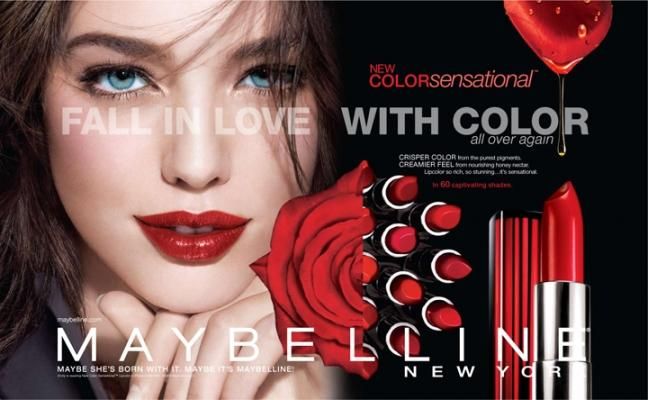 NEW
COLORsensational™
FALL IN LOVE WITH COLOR
all over again
CRISPER COLOR from the purest pigments.
CREAMIER FEEL from nourishing honey nectar.
Lipcolor so rich, so stunning...it's sensational.
In 60 captivating shades.
maybelline.com
MAYBELLINE®
NEW YORK
MAYBE SHE'S BORN WITH IT. MAYBE IT'S MAYBELLINE.®